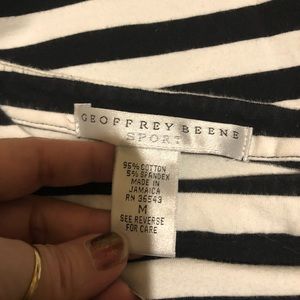 GEOFFREY BEENE
SPORT
95% COTTON
5% SPANDEX
MADE IN
JAMAICA
RN 36543
M
SEE REVERSE
FOR CARE